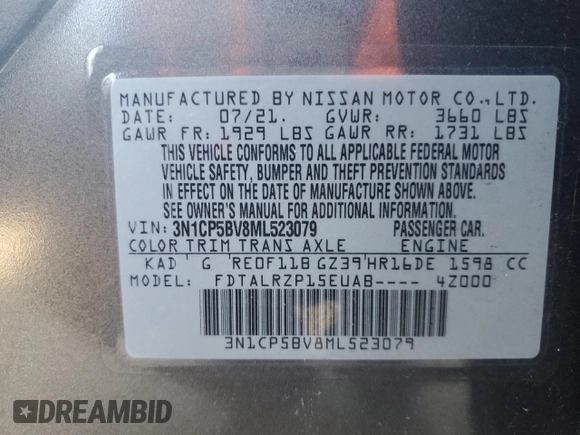 MANUFACTURED BY NISSAN MOTOR CO.,LTD.
DATE: 07/21. GVWR: 3660 LBS
GAWR FR: 1929 LBS GAWR RR: 1731 LBS
THIS VEHICLE CONFORMS TO ALL APPLICABLE FEDERAL MOTOR
VEHICLE SAFETY, BUMPER AND THEFT PREVENTION STANDARDS
IN EFFECT ON THE DATE OF MANUFACTURE SHOWN ABOVE.
SEE OWNER'S MANUAL FOR ADDITIONAL INFORMATION.
VIN: 3N1CP5BV8ML523079 PASSENGER CAR.
COLOR TRIM TRANS AXLE ENGINE
KAD G RE0F11B GZ39 HR16DE 1598 CC
MODEL: FDTALRZP15EUAB---- 4Z000
3N1CP5BV8ML523079
DREAMBID